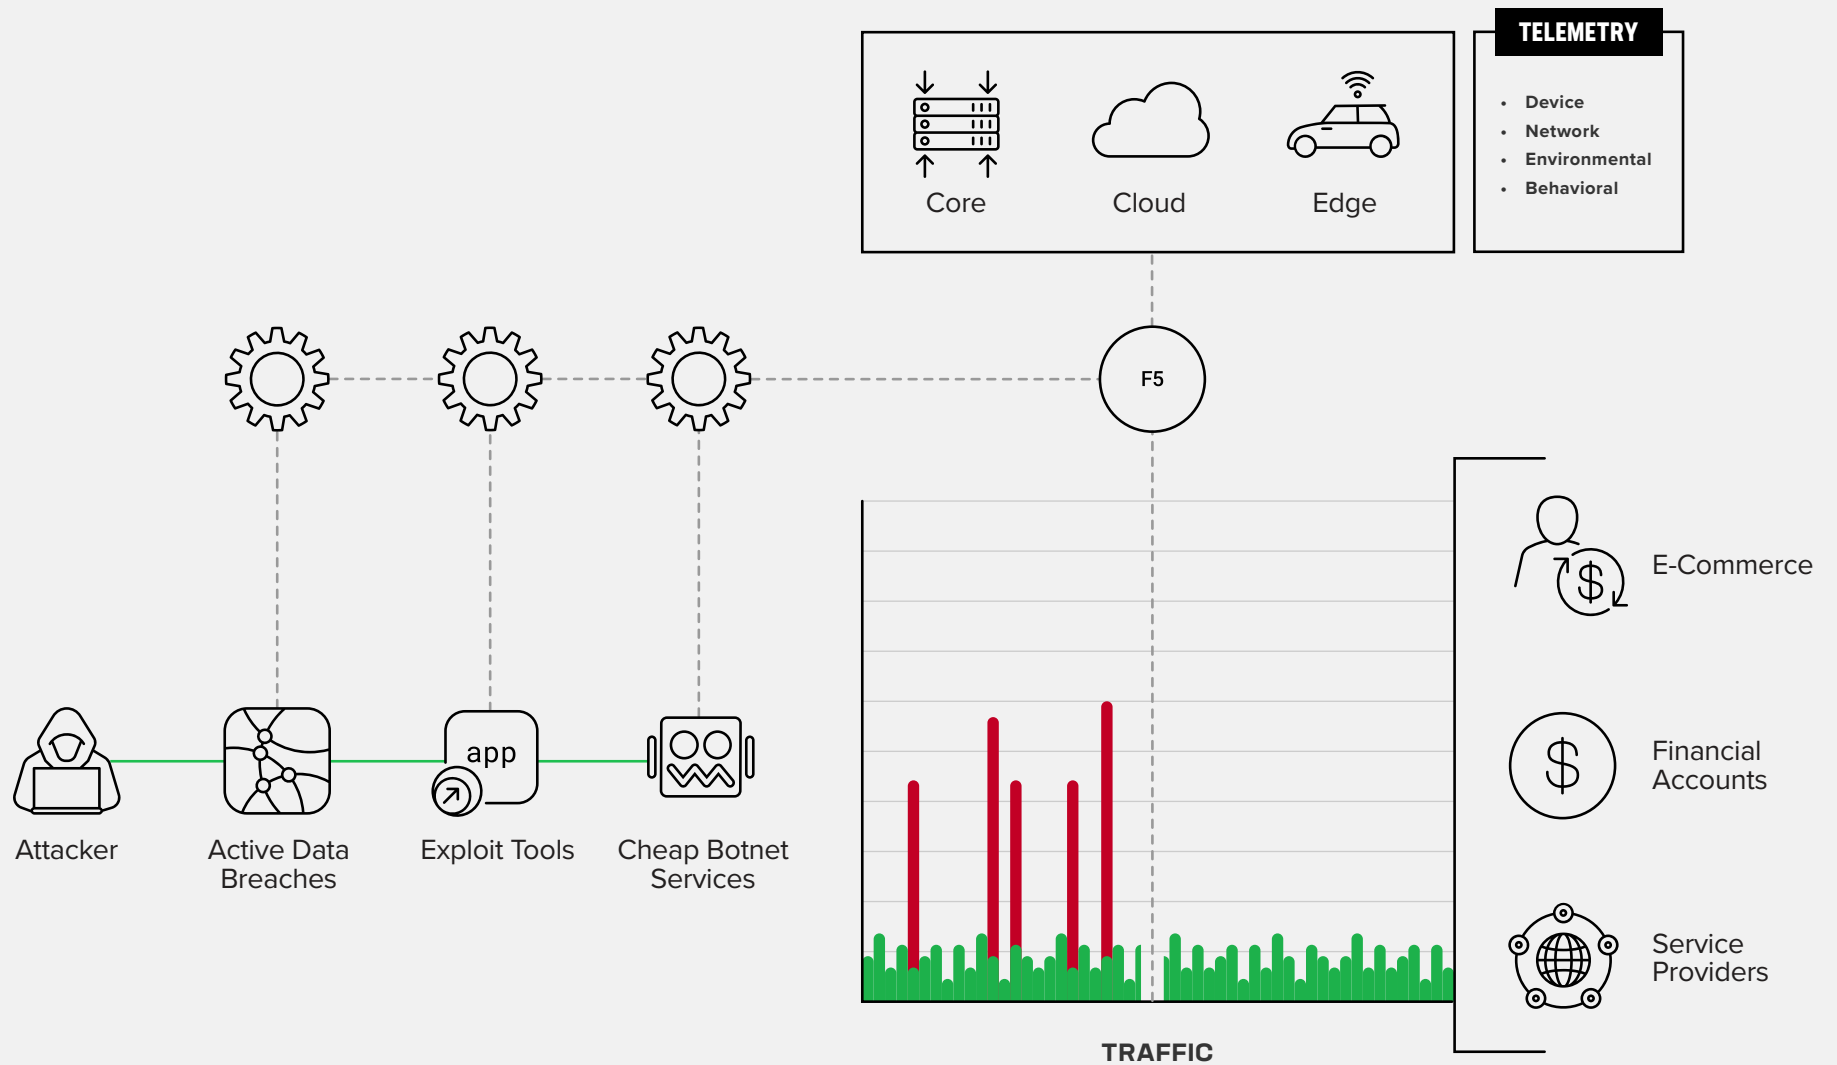 TELEMETRY
• Device
• Network
• Environmental
• Behavioral
Core
Cloud
Edge
F5
app
Attacker
Active Data
Breaches
Exploit Tools
Cheap Botnet
Services
TRAFFIC
$
E-Commerce
$
Financial
Accounts
Service
Providers